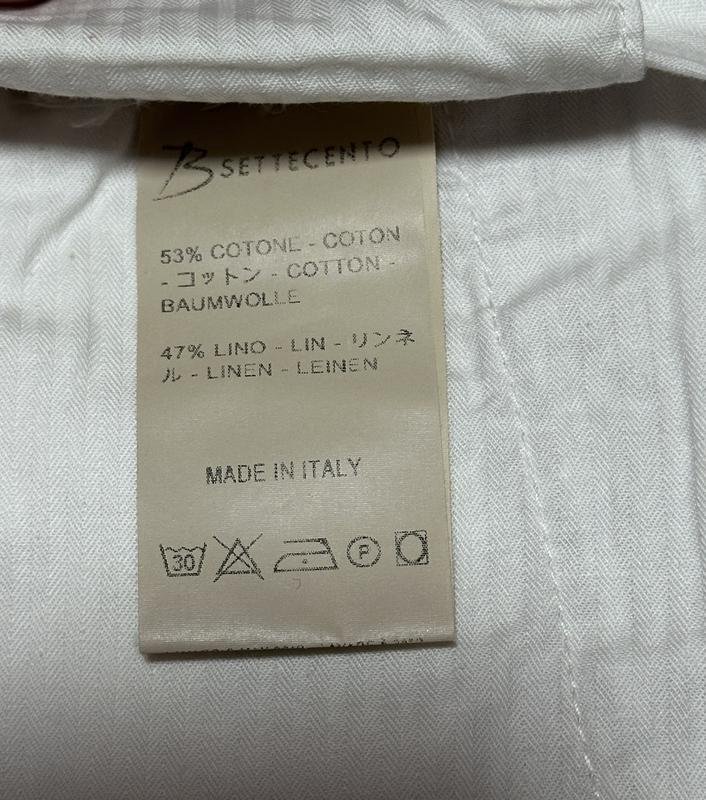 B SETTECENTO
53% COTONE - COTON
- コットン - COTTON -
BAUMWOLLE
47% LINO - LIN - リンネ
ル - LINEN - LEINEN
MADE IN ITALY
30 P